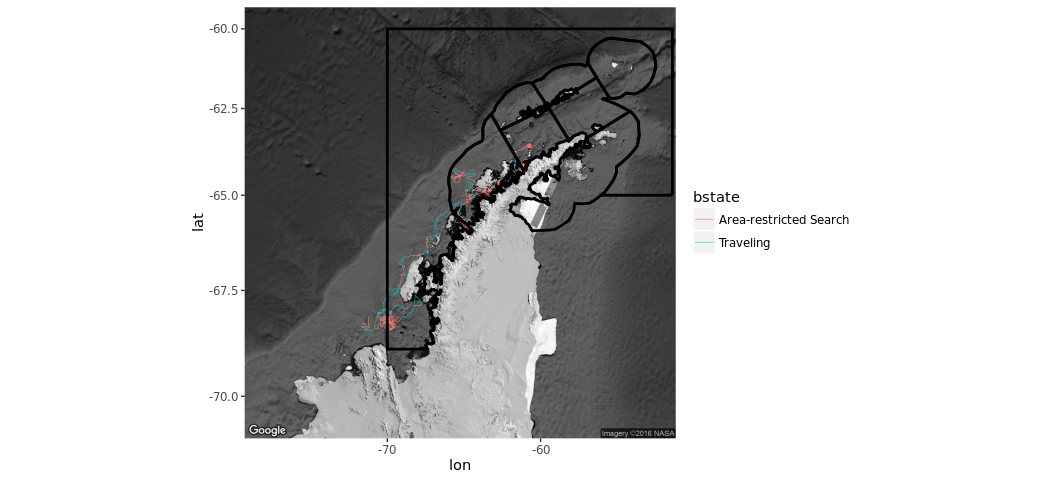 -60.0
-62.5
-65.0
-67.5
-70.0
lat
-70
-60
lon
bstate
Area-restricted Search
Traveling
Google
Imagery ©2016 NASA